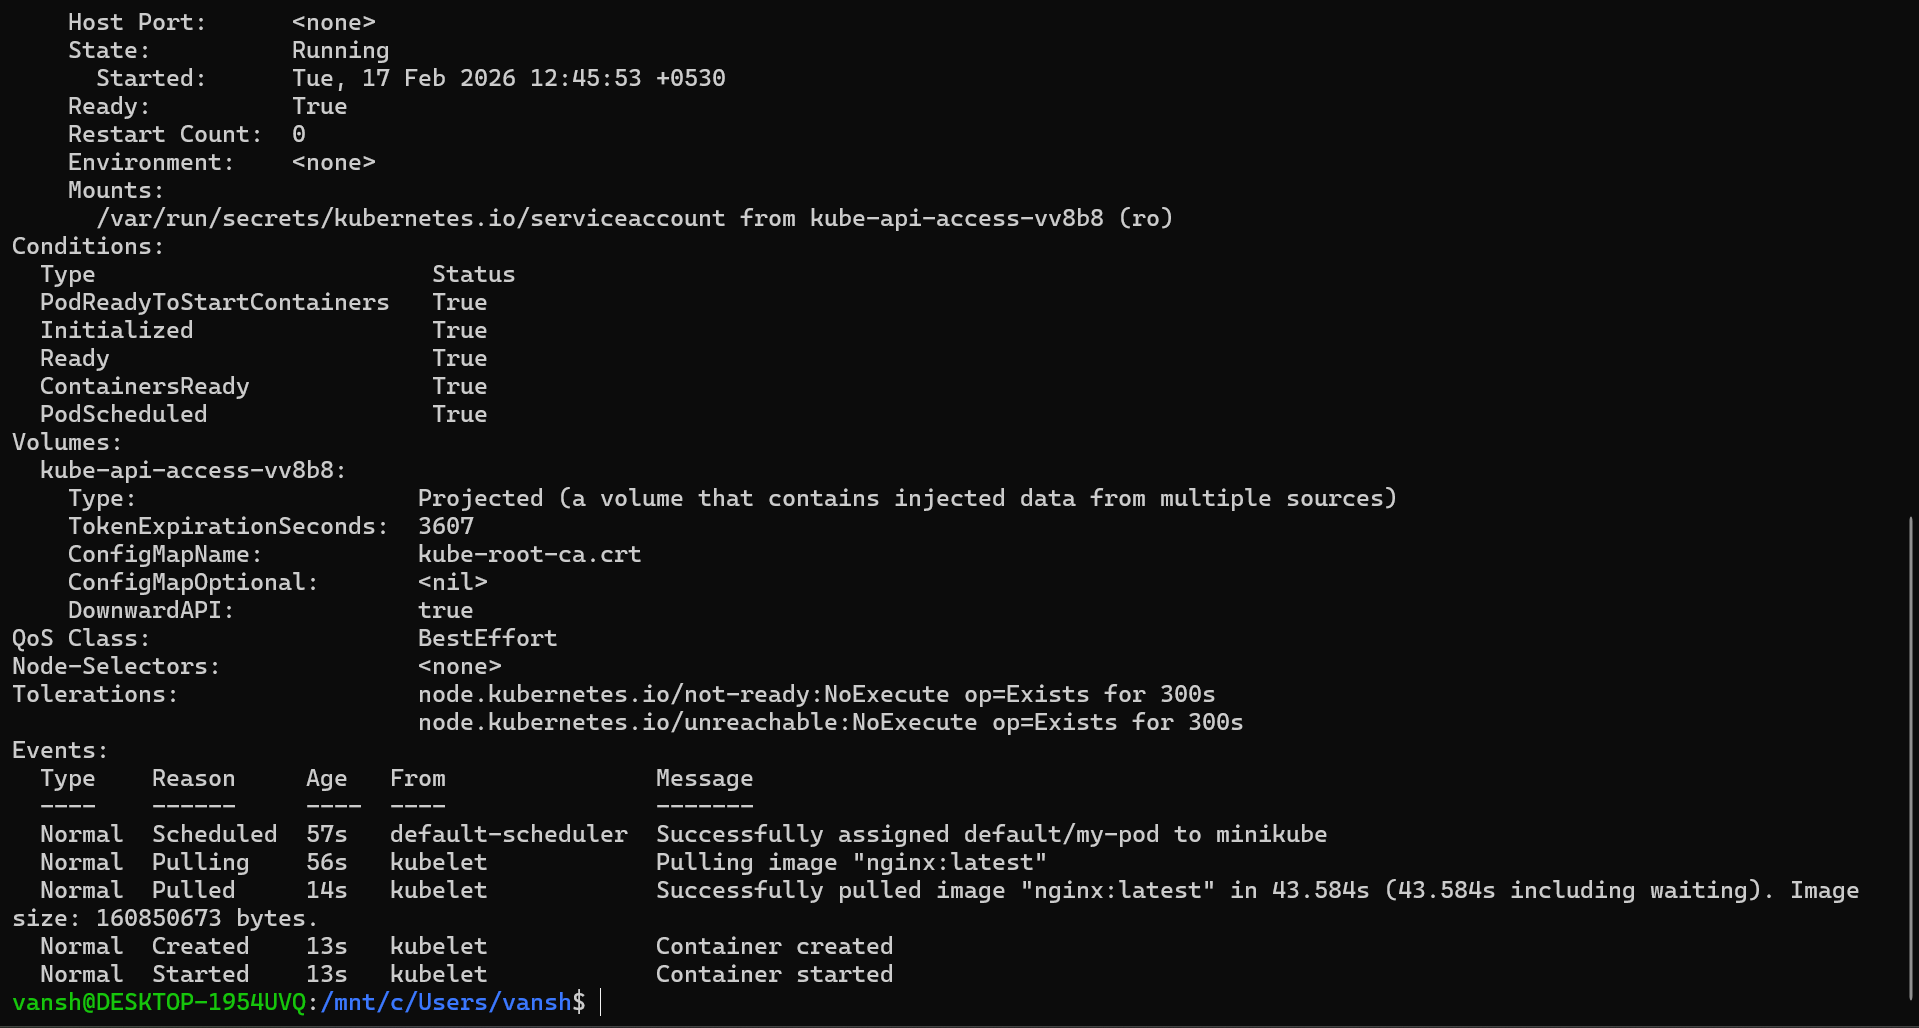 Host Port:      <none>
    State:          Running
      Started:      Tue, 17 Feb 2026 12:45:53 +0530
    Ready:          True
    Restart Count:  0
    Environment:    <none>
    Mounts:
      /var/run/secrets/kubernetes.io/serviceaccount from kube-api-access-vv8b8 (ro)
Conditions:
  Type                        Status
  PodReadyToStartContainers   True
  Initialized                 True
  Ready                       True
  ContainersReady             True
  PodScheduled                True
Volumes:
  kube-api-access-vv8b8:
    Type:                    Projected (a volume that contains injected data from multiple sources)
    TokenExpirationSeconds:  3607
    ConfigMapName:           kube-root-ca.crt
    ConfigMapOptional:       <nil>
    DownwardAPI:             true
QoS Class:                   BestEffort
Node-Selectors:              <none>
Tolerations:                 node.kubernetes.io/not-ready:NoExecute op=Exists for 300s
                             node.kubernetes.io/unreachable:NoExecute op=Exists for 300s
Events:
  Type    Reason     Age   From               Message
  ----    ------     ----  ----               -------
  Normal  Scheduled  57s   default-scheduler  Successfully assigned default/my-pod to minikube
  Normal  Pulling    56s   kubelet            Pulling image "nginx:latest"
  Normal  Pulled     14s   kubelet            Successfully pulled image "nginx:latest" in 43.584s (43.584s including waiting). Image
size: 160850673 bytes.
  Normal  Created    13s   kubelet            Container created
  Normal  Started    13s   kubelet            Container started
vansh@DESKTOP-1954UVQ:/mnt/c/Users/vansh$